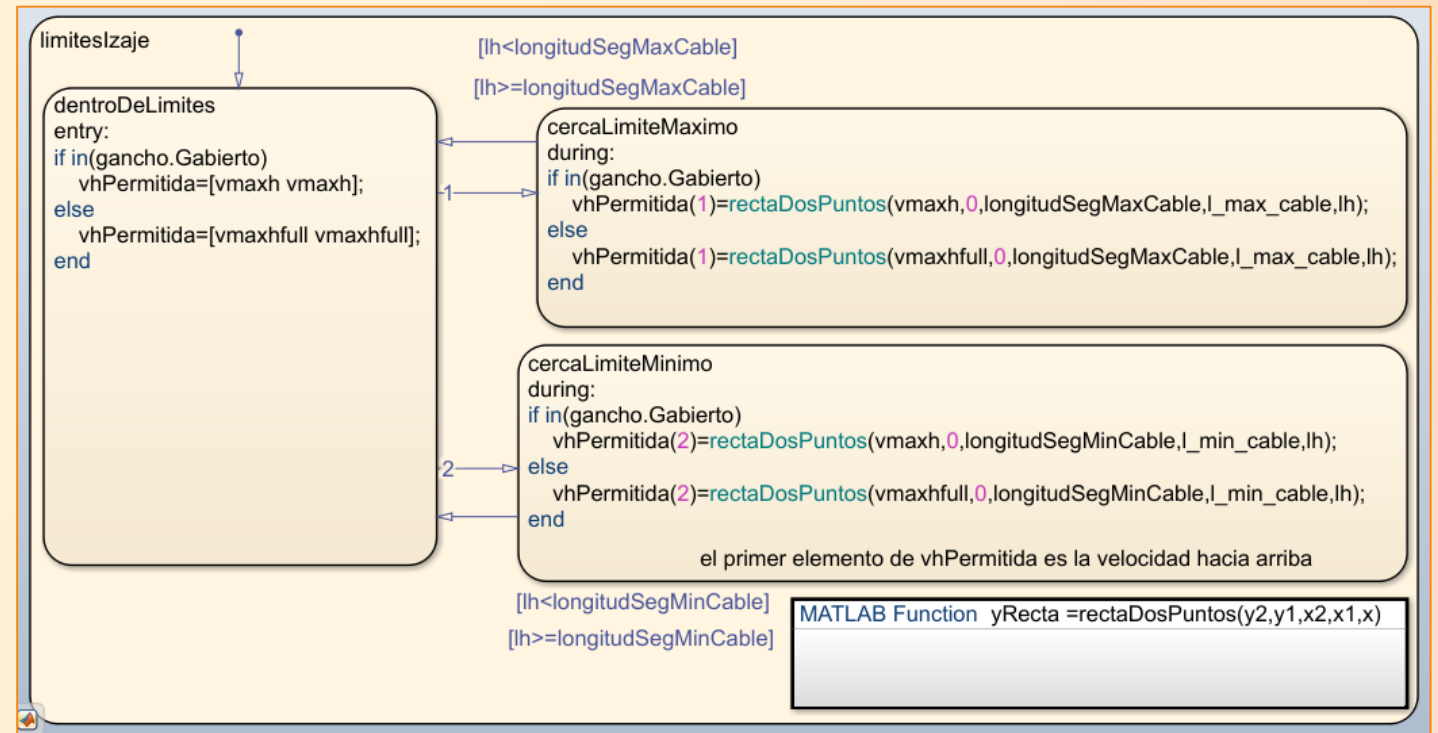 limitesIzaje
[lh<longitudSegMaxCable]
[lh>=longitudSegMaxCable]
dentroDeLimites
entry:
if in(gancho.Gabierto)
vhPermitida=[vmaxh vmaxh];
else
vhPermitida=[vmaxhfull vmaxhfull];
end
1
cercaLimiteMaximo
during:
if in(gancho.Gabierto)
vhPermitida(1)=rectaDosPuntos(vmaxh,0,longitudSegMaxCable,l_max_cable,lh);
else
vhPermitida(1)=rectaDosPuntos(vmaxhfull,0,longitudSegMaxCable,l_max_cable,lh);
end
2
cercaLimiteMinimo
during:
if in(gancho.Gabierto)
vhPermitida(2)=rectaDosPuntos(vmaxh,0,longitudSegMinCable,l_min_cable,lh);
else
vhPermitida(2)=rectaDosPuntos(vmaxhfull,0,longitudSegMinCable,l_min_cable,lh);
end
el primer elemento de vhPermitida es la velocidad hacia arriba
[lh<longitudSegMinCable]
[lh>=longitudSegMinCable]
MATLAB Function yRecta =rectaDosPuntos(y2,y1,x2,x1,x)